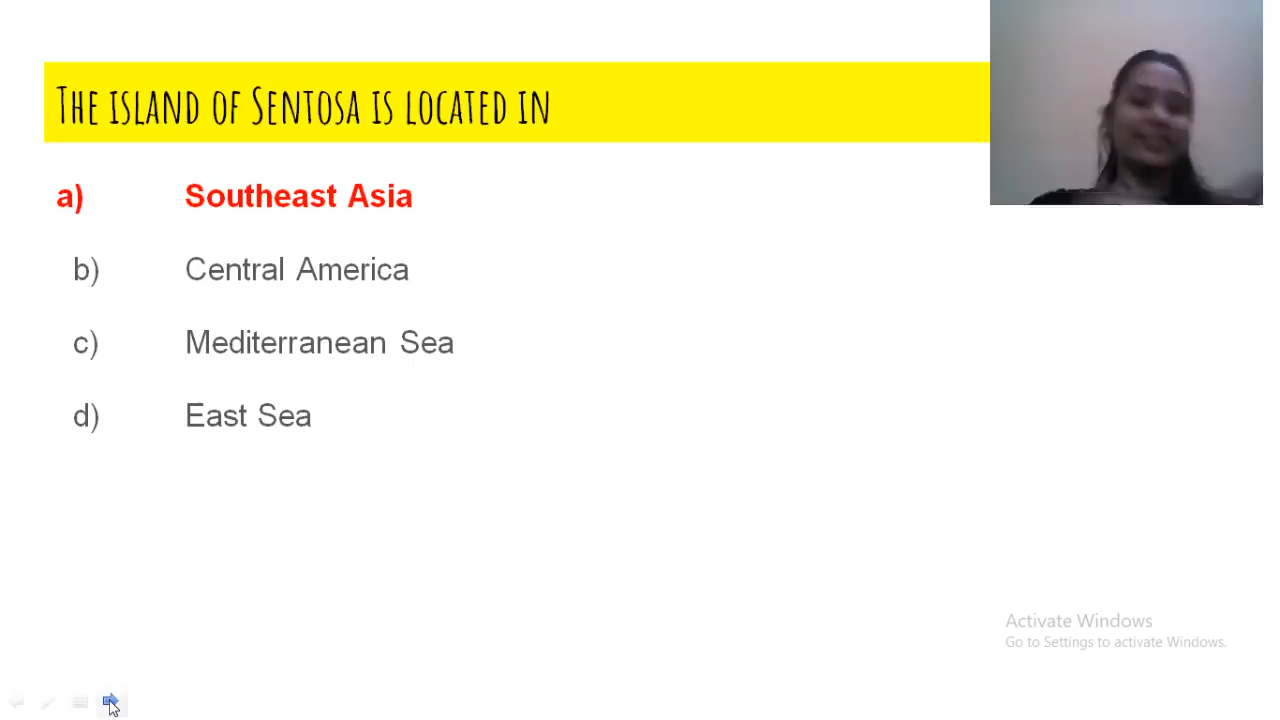 The island of Sentosa is located in
a) Southeast Asia
b) Central America
c) Mediterranean Sea
d) East Sea
Activate Windows
Go to Settings to activate Windows.